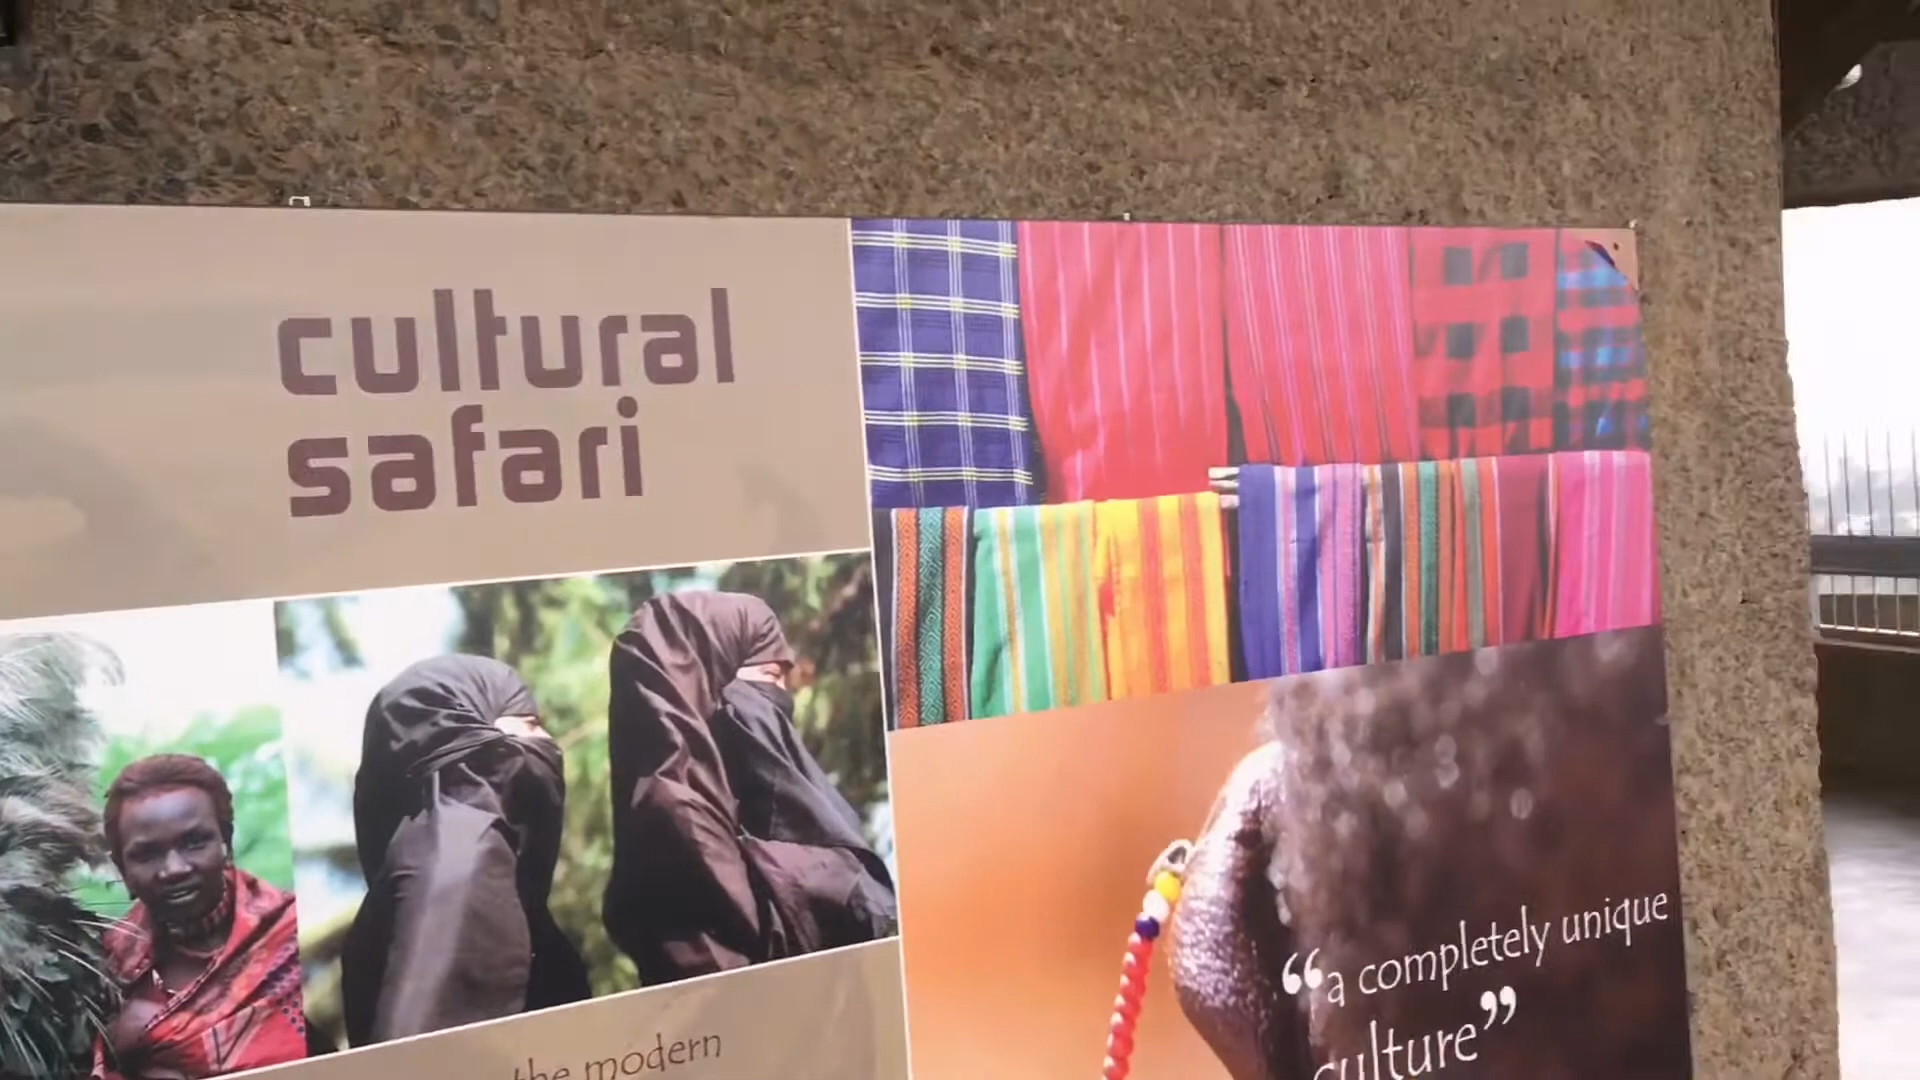 cultural
safari
the modern
“a completely unique
culture”